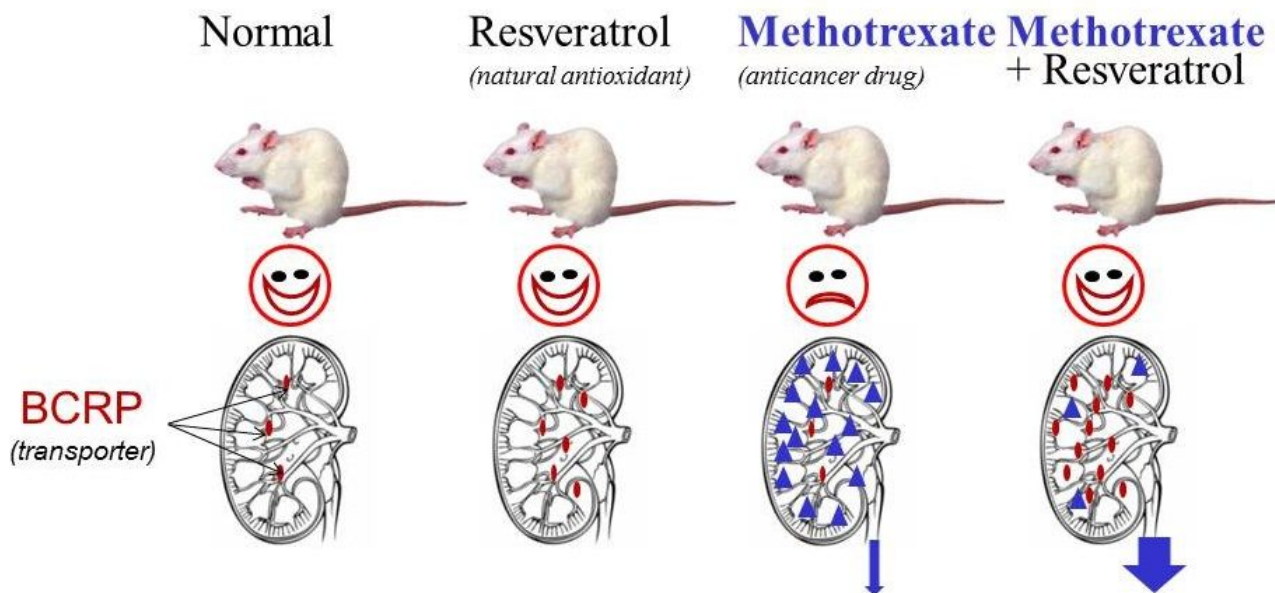 Normal
Resveratrol
(natural antioxidant)
Methotrexate
(anticancer drug)
Methotrexate
+ Resveratrol
BCRP
(transporter)